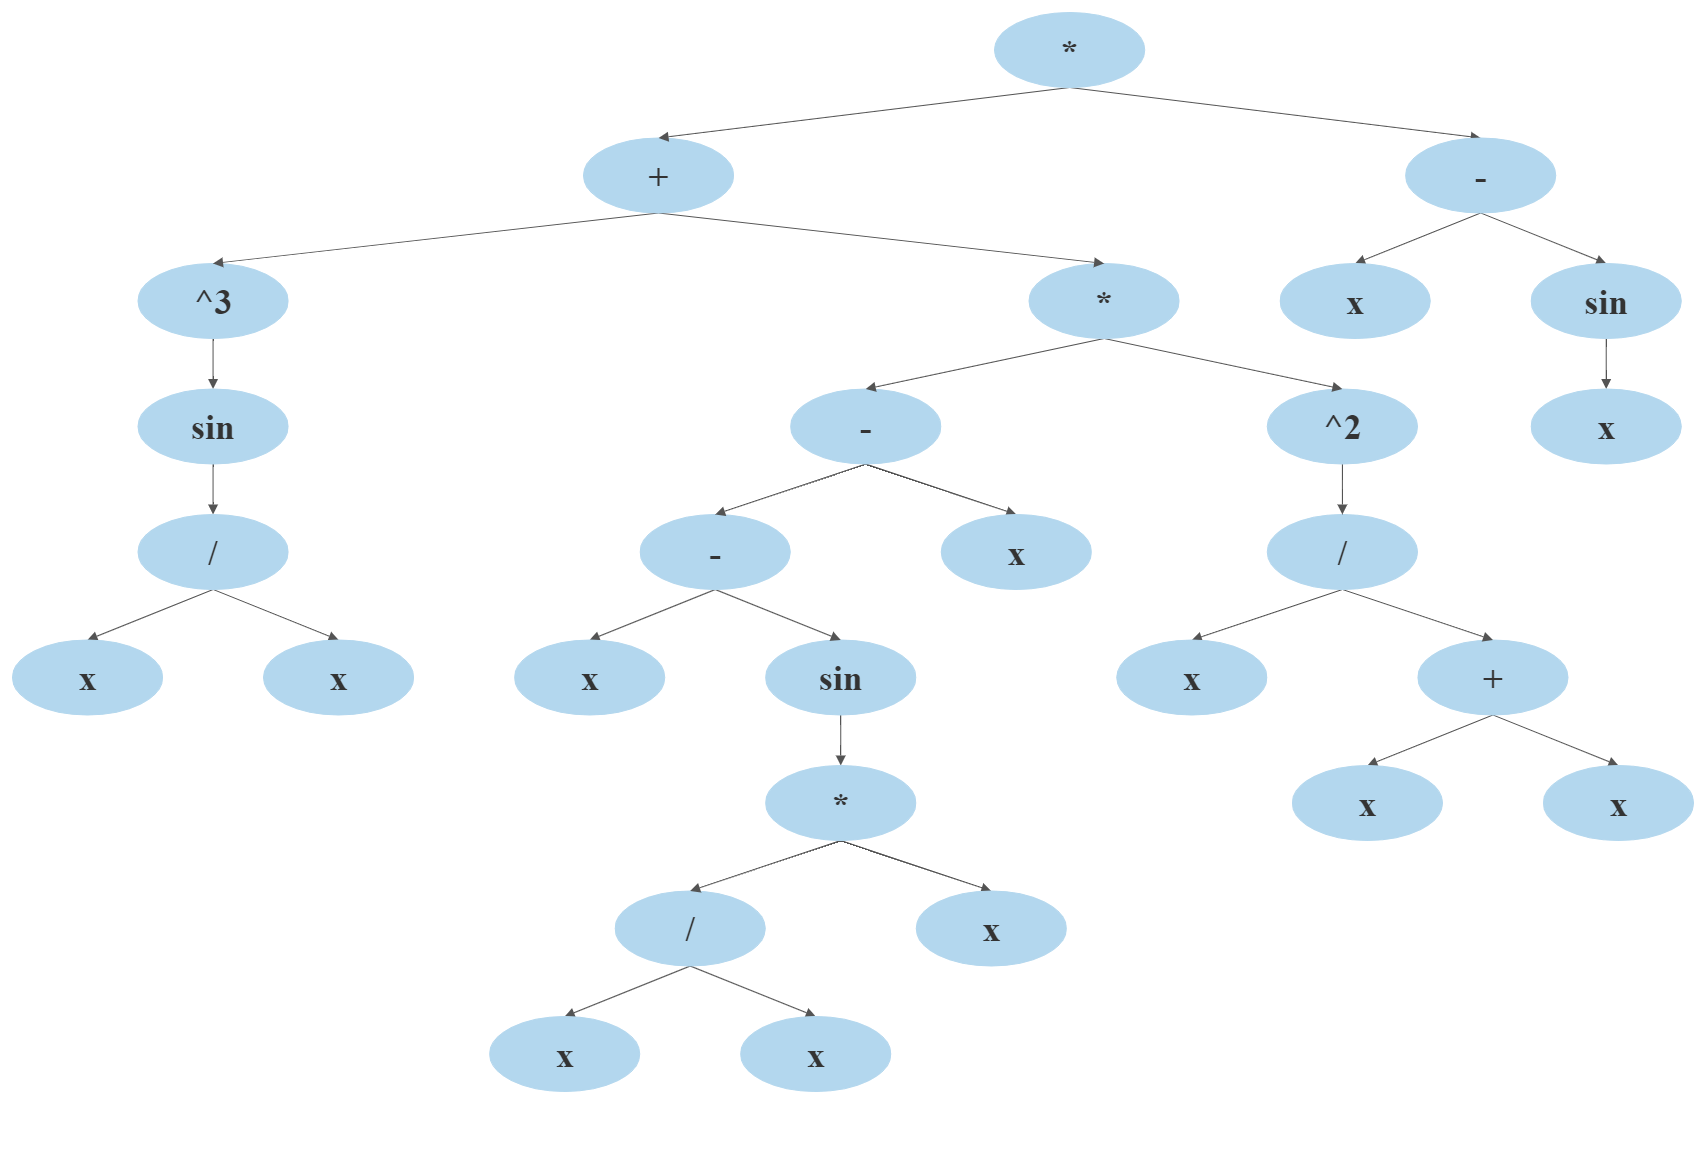 *
+ -
^3 * x sin
sin - ^2 x
/ - x /
x x x sin x +
* x x
/ x
x x